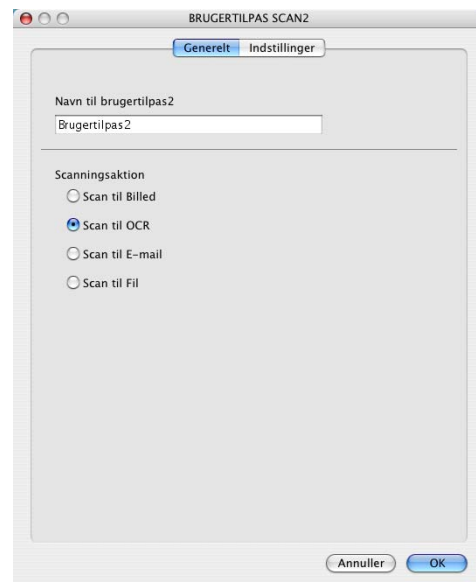 BRUGERTILPAS SCAN2
Generelt Indstillinger
Navn til brugertilpas2
Brugertilpas2
Scanningsaktion
Scan til Billed
Scan til OCR
Scan til E-mail
Scan til Fil
Annuller OK